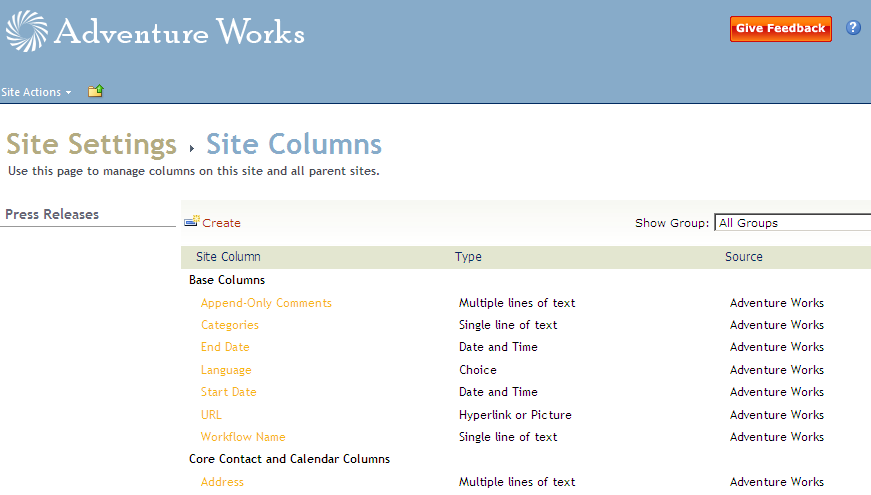 Adventure Works
Give Feedback
?
Site Actions
Site Settings Site Columns
Use this page to manage columns on this site and all parent sites.
Press Releases
Create Show Group: All Groups
Site Column Type Source
Base Columns
Append-Only Comments Multiple lines of text Adventure Works
Categories Single line of text Adventure Works
End Date Date and Time Adventure Works
Language Choice Adventure Works
Start Date Date and Time Adventure Works
URL Hyperlink or Picture Adventure Works
Workflow Name Single line of text Adventure Works
Core Contact and Calendar Columns
Address Multiple lines of text Adventure Works